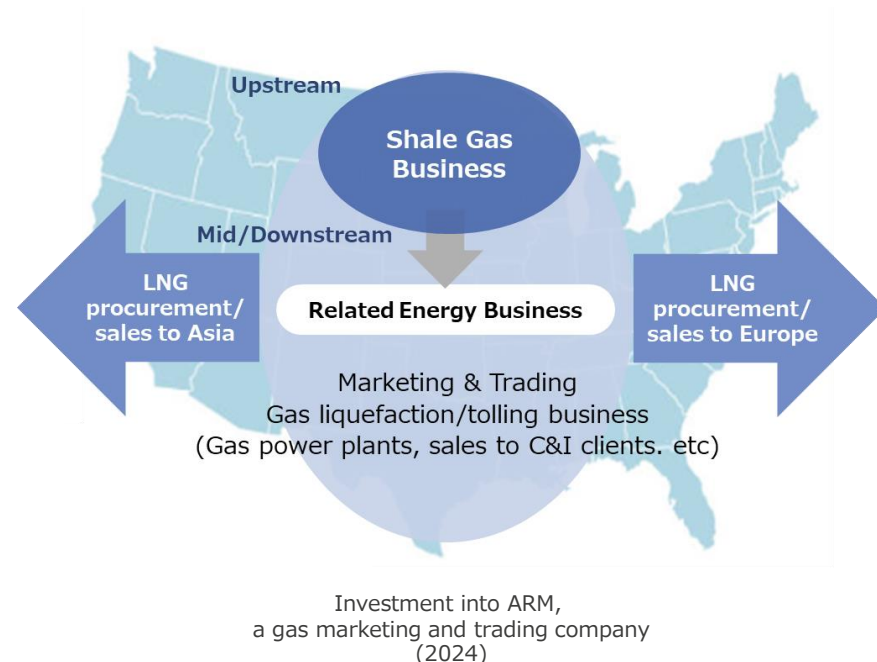 Upstream
Shale Gas
Business
Mid/Downstream
LNG
procurement/
sales to Asia
Related Energy Business
LNG
procurement/
sales to Europe
Marketing & Trading
Gas liquefaction/tolling business
(Gas power plants, sales to C&I clients. etc)
Investment into ARM,
a gas marketing and trading company
(2024)